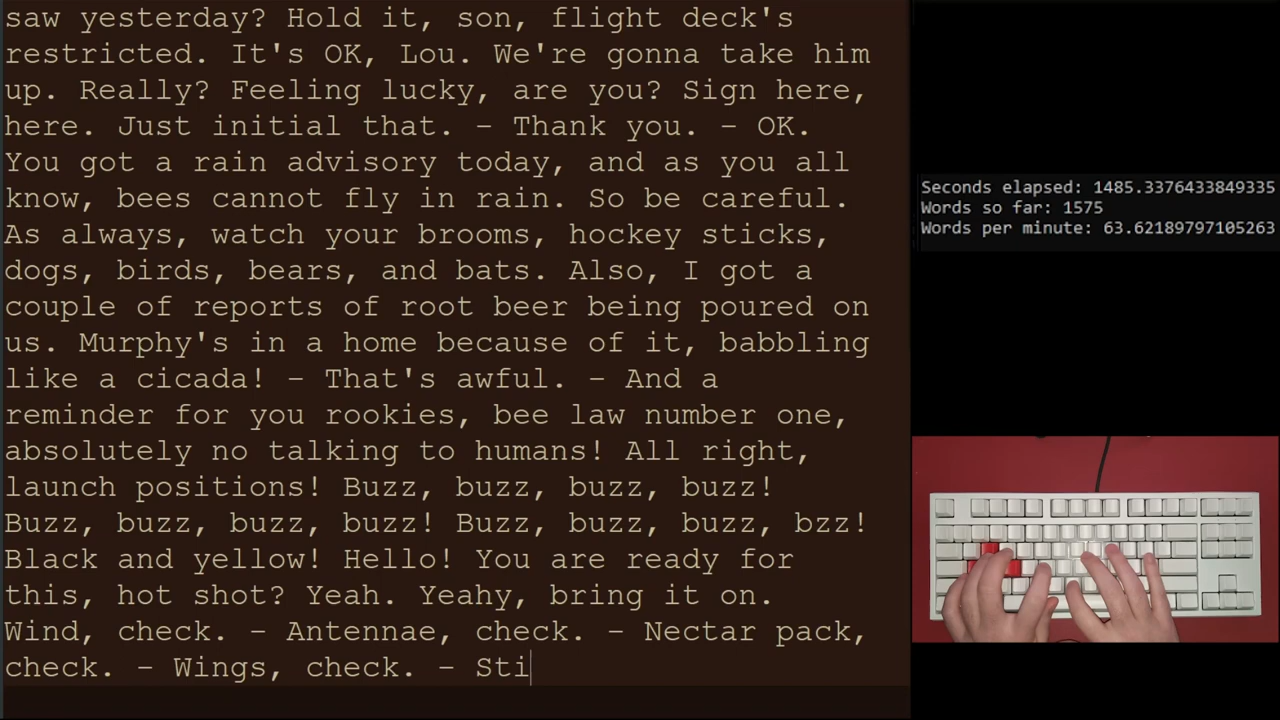 saw yesterday? Hold it, son, flight deck's
restricted. It's OK, Lou. We're gonna take him
up. Really? Feeling lucky, are you? Sign here,
here. Just initial that. – Thank you. – OK.
You got a rain advisory today, and as you all
know, bees cannot fly in rain. So be careful.
As always, watch your brooms, hockey sticks,
dogs, birds, bears, and bats. Also, I got a
couple of reports of root beer being poured on
us. Murphy's in a home because of it, babbling
like a cicada! – That's awful. – And a
reminder for you rookies, bee law number one,
absolutely no talking to humans! All right,
launch positions! Buzz, buzz, buzz, buzz!
Buzz, buzz, buzz, buzz! Buzz, buzz, buzz, bzz!
Black and yellow! Hello! You are ready for
this, hot shot? Yeah. Yeahy, bring it on.
Wind, check. – Antennae, check. – Nectar pack,
check. – Wings, check. – Sti
Seconds elapsed: 1485.3376433849335
Words so far: 1575
Words per minute: 63.62189797105263